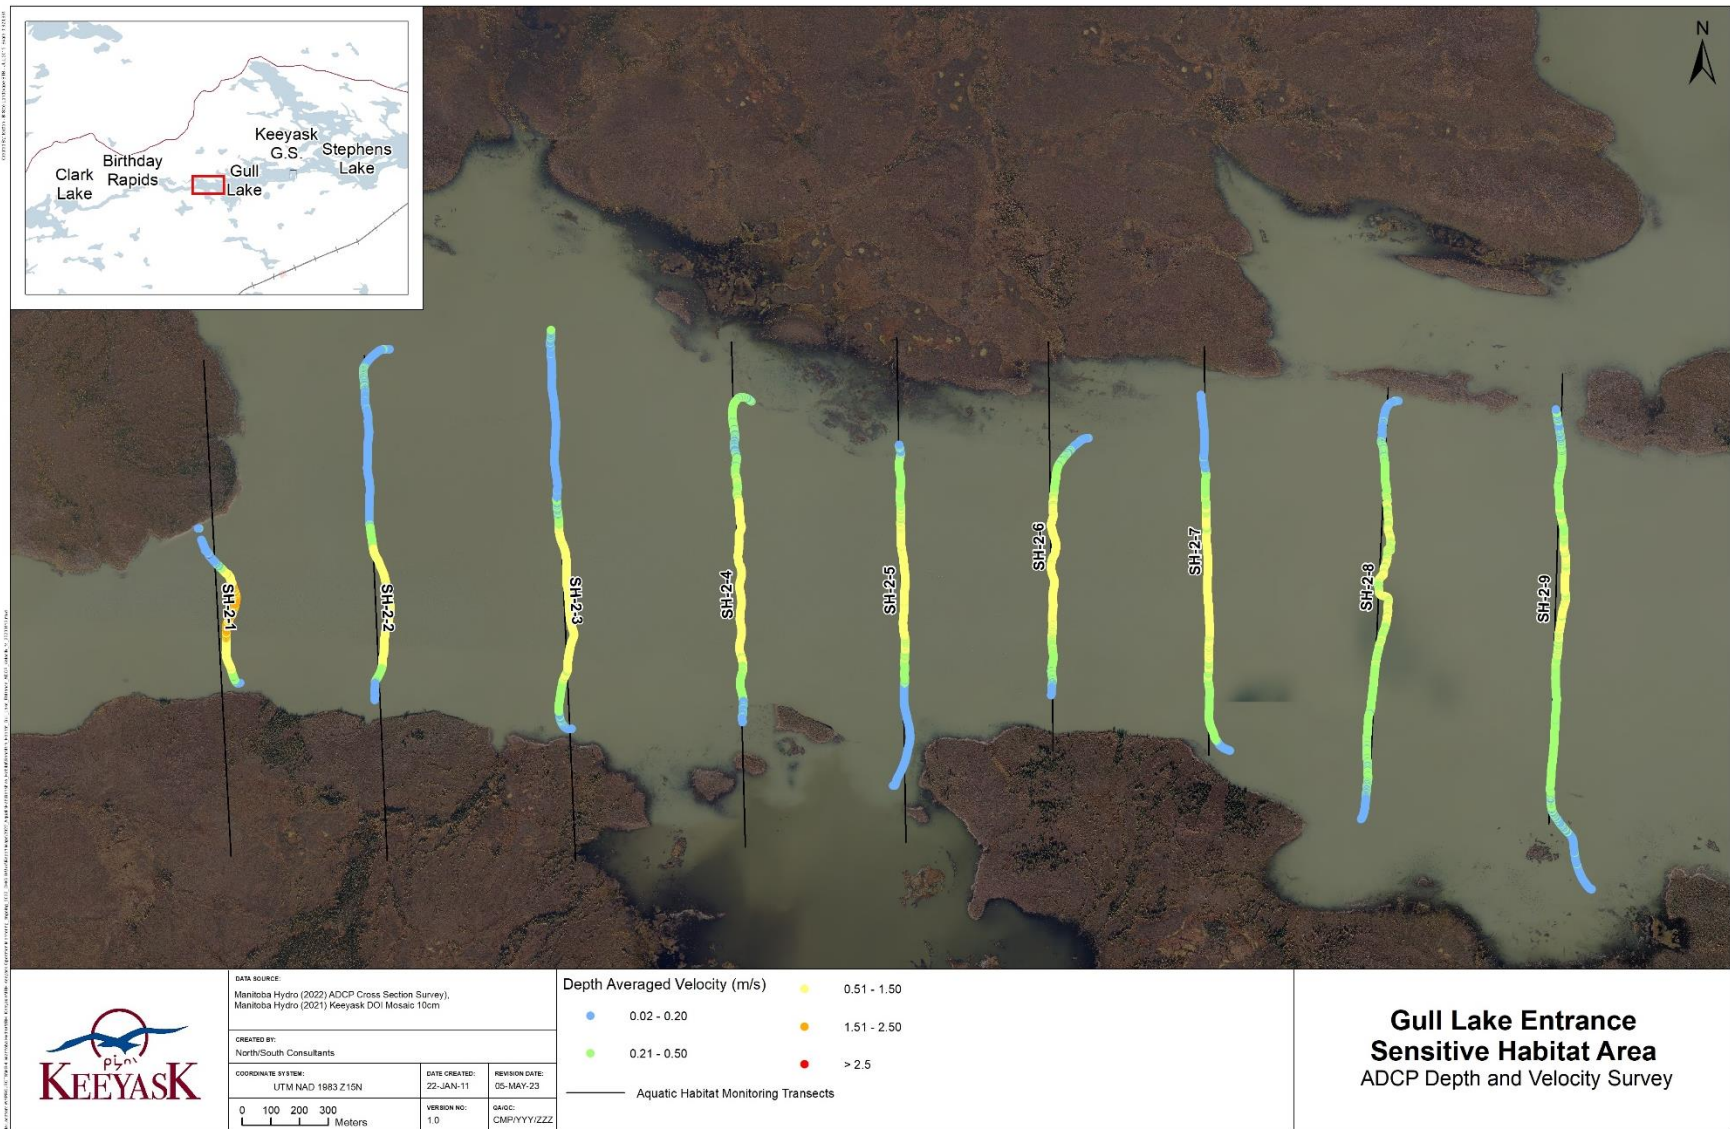 Keeyask
G.S.
Stephens
Lake
Birthday
Rapids
Clark
Lake
Gull
Lake
N
SH-2-1
SH-2-2
SH-2-3
SH-2-4
SH-2-5
SH-2-6
SH-2-7
SH-2-8
SH-2-9
KEEYASK
DATA SOURCE:
Manitoba Hydro (2022) ADCP Cross Section Survey),
Manitoba Hydro (2021) Keeyask DOI Mosaic 10cm
CREATED BY:
North/South Consultants
COORDINATE SYSTEM:
UTM NAD 1983 Z15N
DATE CREATED:
22-JAN-11
REVISION DATE:
05-MAY-23
0 100 200 300
Meters
VERSION NO:
1.0
QA/QC:
CMP/YYY/ZZZ
Depth Averaged Velocity (m/s)
0.02 - 0.20
0.21 - 0.50
0.51 - 1.50
1.51 - 2.50
> 2.5
Aquatic Habitat Monitoring Transects
Gull Lake Entrance
Sensitive Habitat Area
ADCP Depth and Velocity Survey